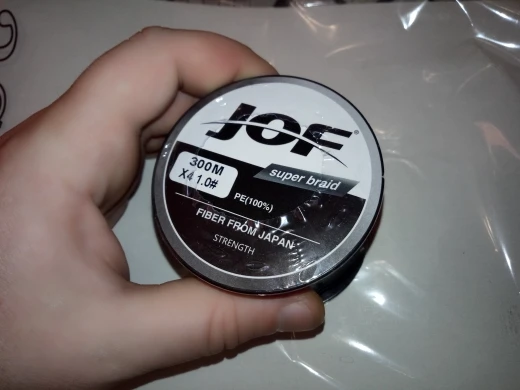 JOF®
super braid
300M
X4 1.0#
PE(100%)
FIBER FROM JAPAN
STRENGTH